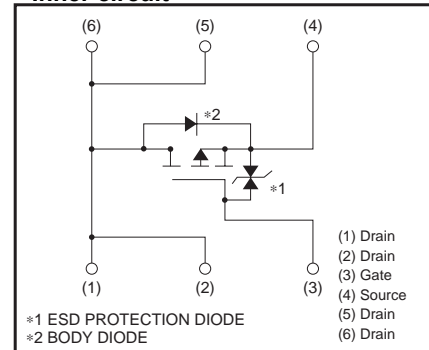 Inner circuit
(6) (5) (4)
∗2
∗1
(1) (2) (3)
(1) Drain
(2) Drain
(3) Gate
(4) Source
(5) Drain
(6) Drain
∗1 ESD PROTECTION DIODE
∗2 BODY DIODE